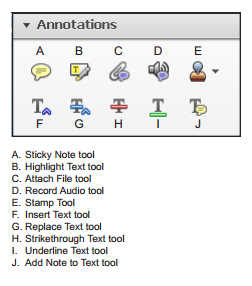 Annotations
A B C D E
F G H I J
A. Sticky Note tool
B. Highlight Text tool
C. Attach File tool
D. Record Audio tool
E. Stamp Tool
F. Insert Text tool
G. Replace Text tool
H. Strikethrough Text tool
I. Underline Text tool
J. Add Note to Text tool